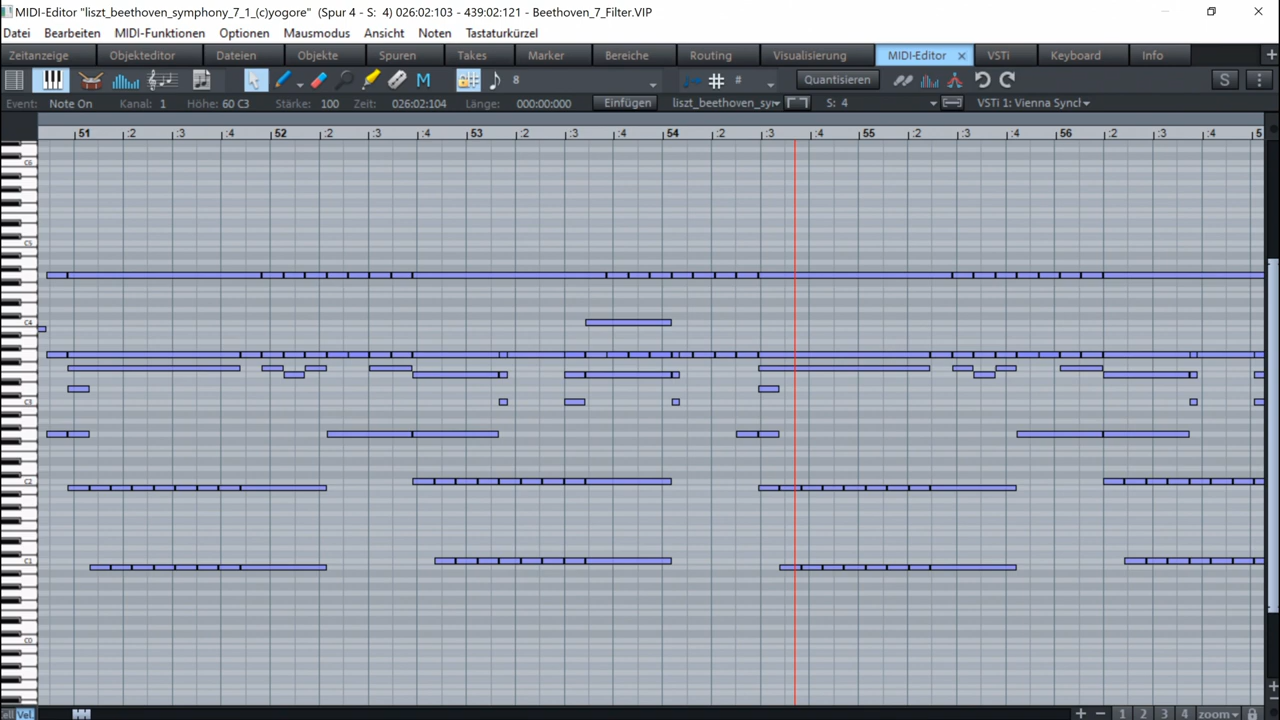 MIDI-Editor "liszt_beethoven_symphony_7_1_(c)yogore" (Spur 4 - S: 4) 026:02:103 - 439:02:121 - Beethoven_7_Filter.VIP
Datei Bearbeiten MIDI-Funktionen Optionen Mausmodus Ansicht Noten Tastaturkürzel
Zeitanzeige Objekteditor Dateien Objekte Spuren Takes Marker Bereiche Routing Visualisierung MIDI-Editor VSTi Keyboard Info
M 8 # Quantisieren S
Event: Note On Kanal: 1 Höhe: 60 C3 Stärke: 100 Zeit: 026:02:104 Länge: 000:00:000 Einfügen liszt_beethoven_syı S: 4 VSTi 1: Vienna Syncl
51 :2 :3 :4 52 :2 :3 :4 53 :2 :3 :4 54 :2 :3 :4 55 :2 :3 :4 56 :2 :3 :4 5
C6
C5
C4
C3
C2
C1
C0
Vel. 1 2 3 4 zoom